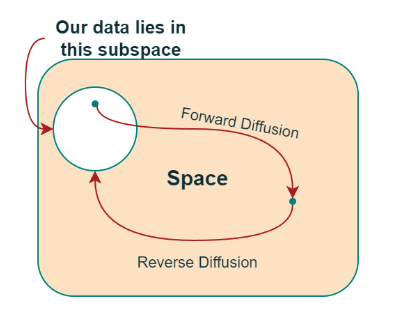 Our data lies in
this subspace
Forward Diffusion
Space
Reverse Diffusion